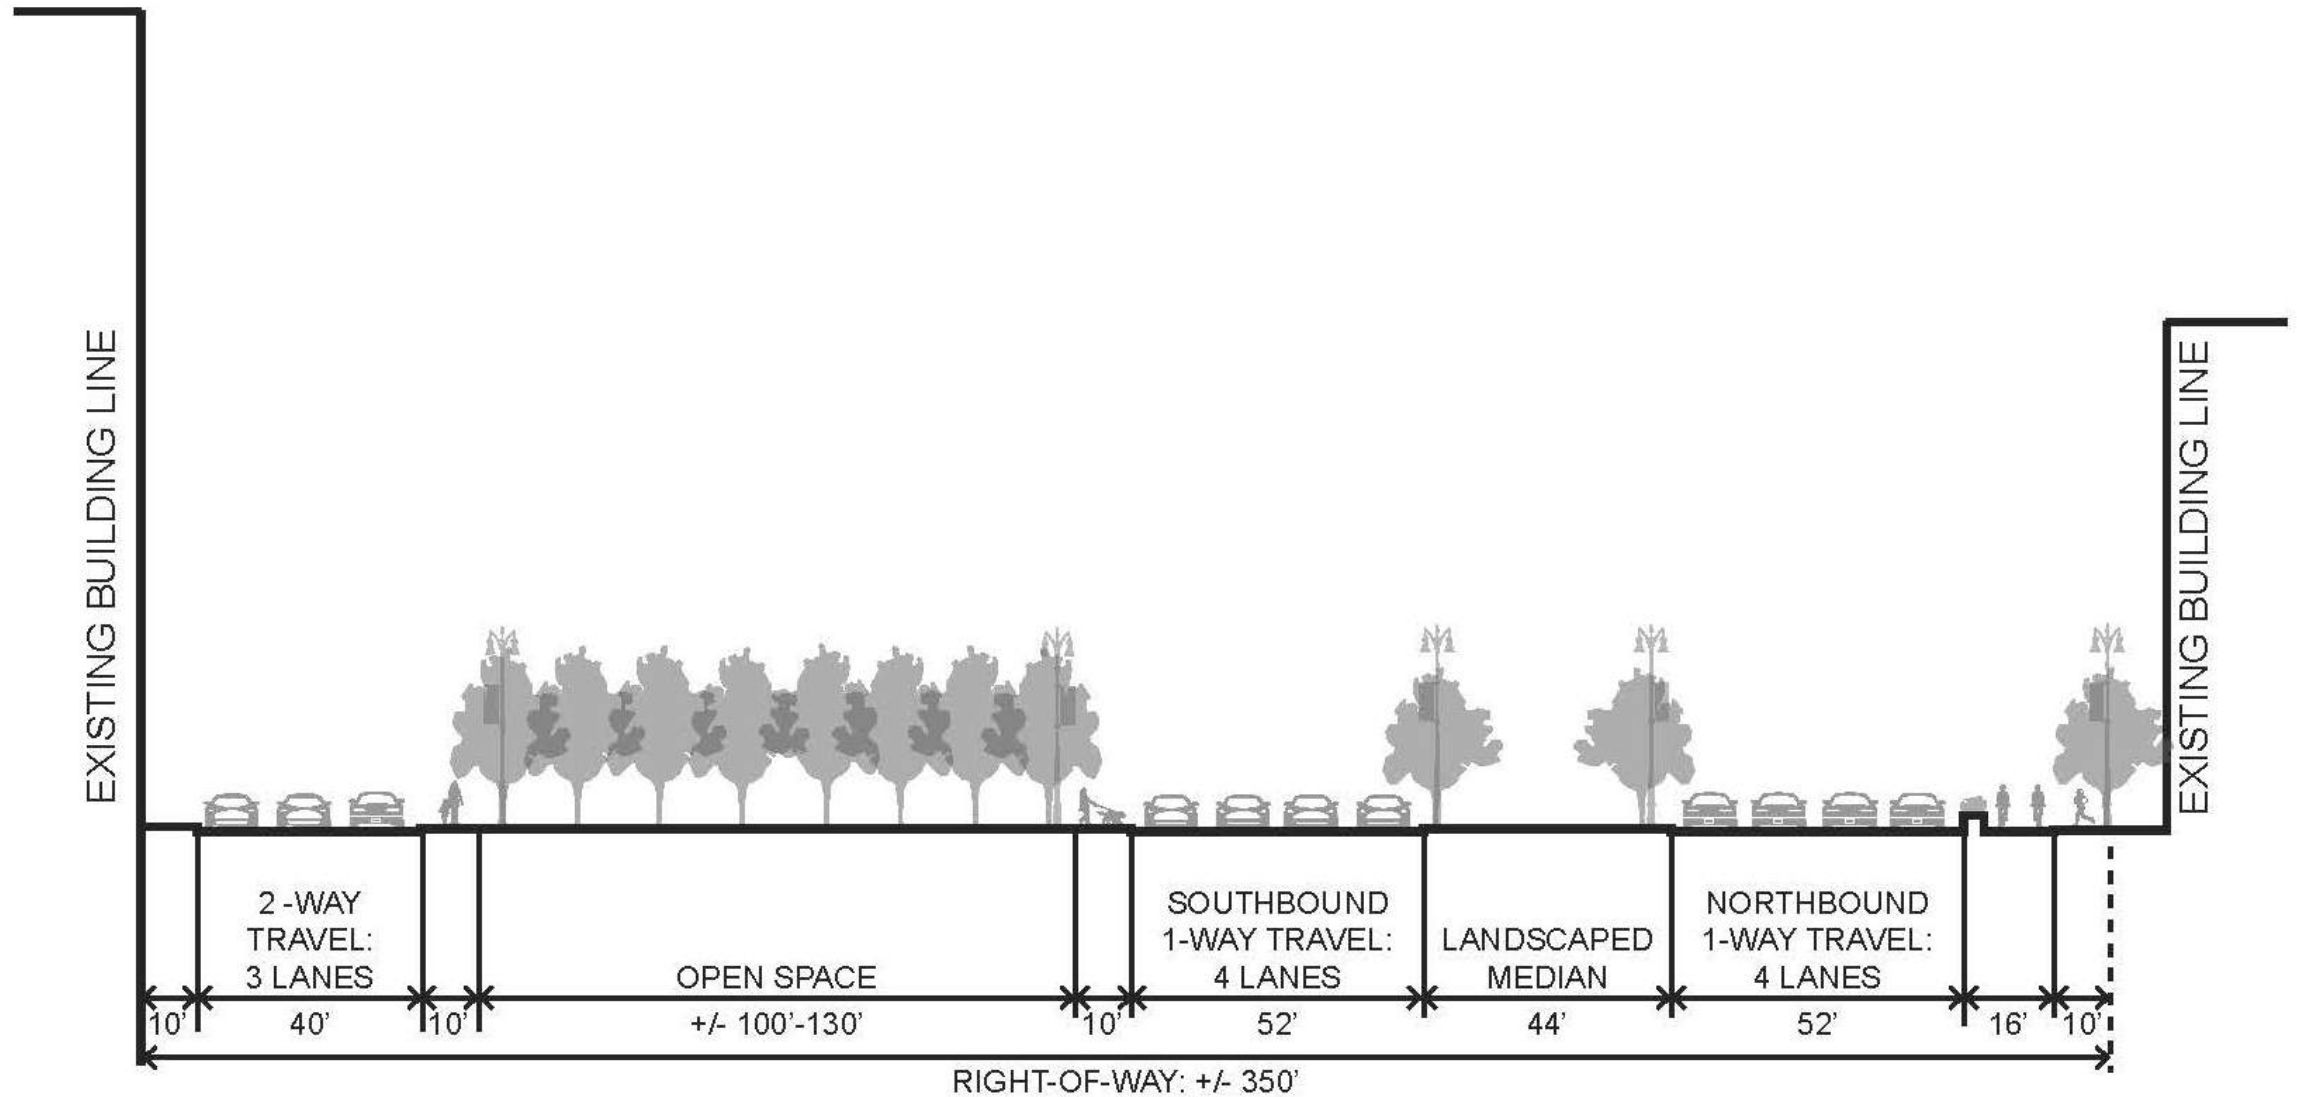 EXISTING BUILDING LINE
EXISTING BUILDING LINE
2 -WAY
TRAVEL:
3 LANES
OPEN SPACE
SOUTHBOUND
1-WAY TRAVEL:
4 LANES
LANDSCAPED
MEDIAN
NORTHBOUND
1-WAY TRAVEL:
4 LANES
10’
40’
10’
+/- 100’-130’
10’
52’
44’
52’
16’
10’
RIGHT-OF-WAY: +/- 350’